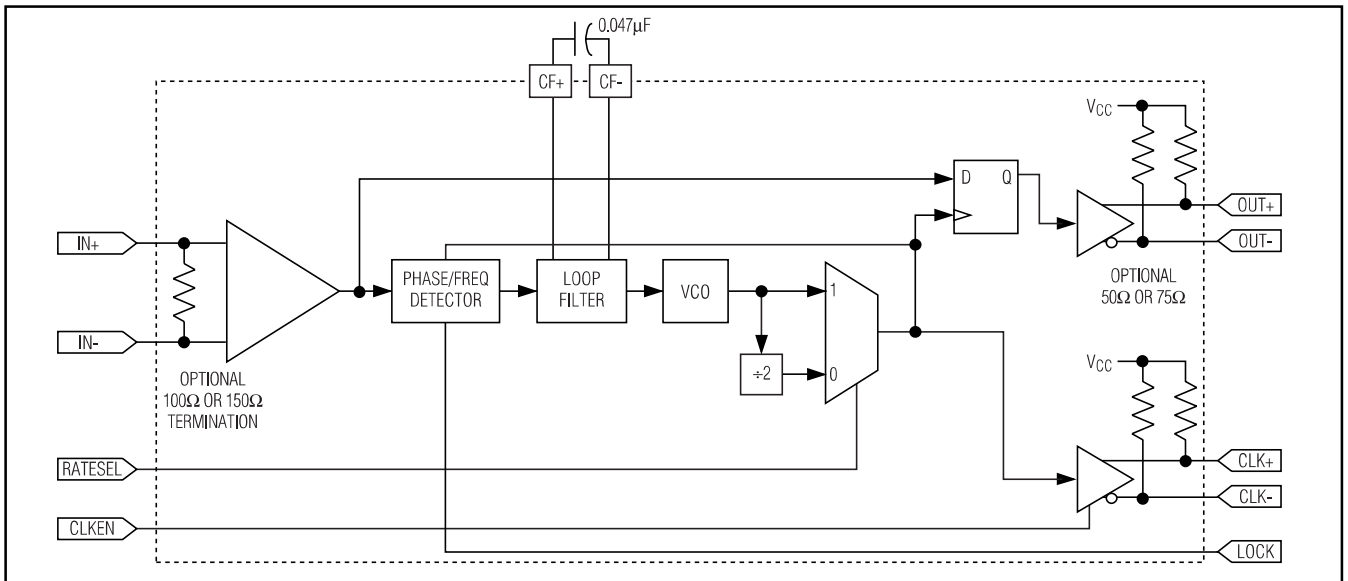 0.047μF
CF+
CF-
VCC
D
Q
OUT+
OUT-
OPTIONAL
50Ω OR 75Ω
IN+
IN-
PHASE/FREQ
DETECTOR
LOOP
FILTER
VCO
1
÷2
0
OPTIONAL
100Ω OR 150Ω
TERMINATION
VCC
RATESEL
CLKEN
CLK+
CLK-
LOCK